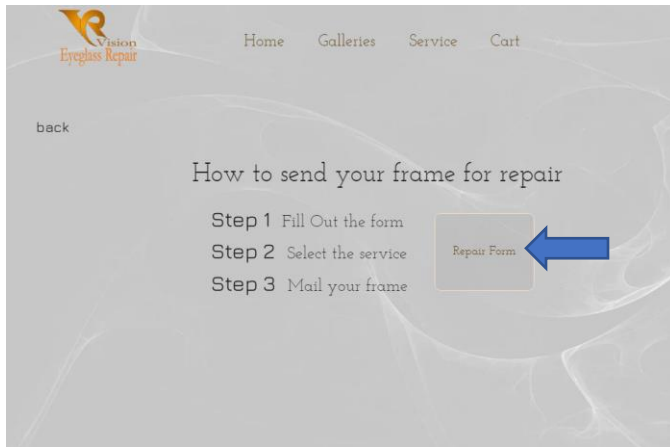 Vision
Eyeglass Repair
Home Galleries Service Cart
back
How to send your frame for repair
Step 1 Fill Out the form
Step 2 Select the service
Step 3 Mail your frame
Repair Form